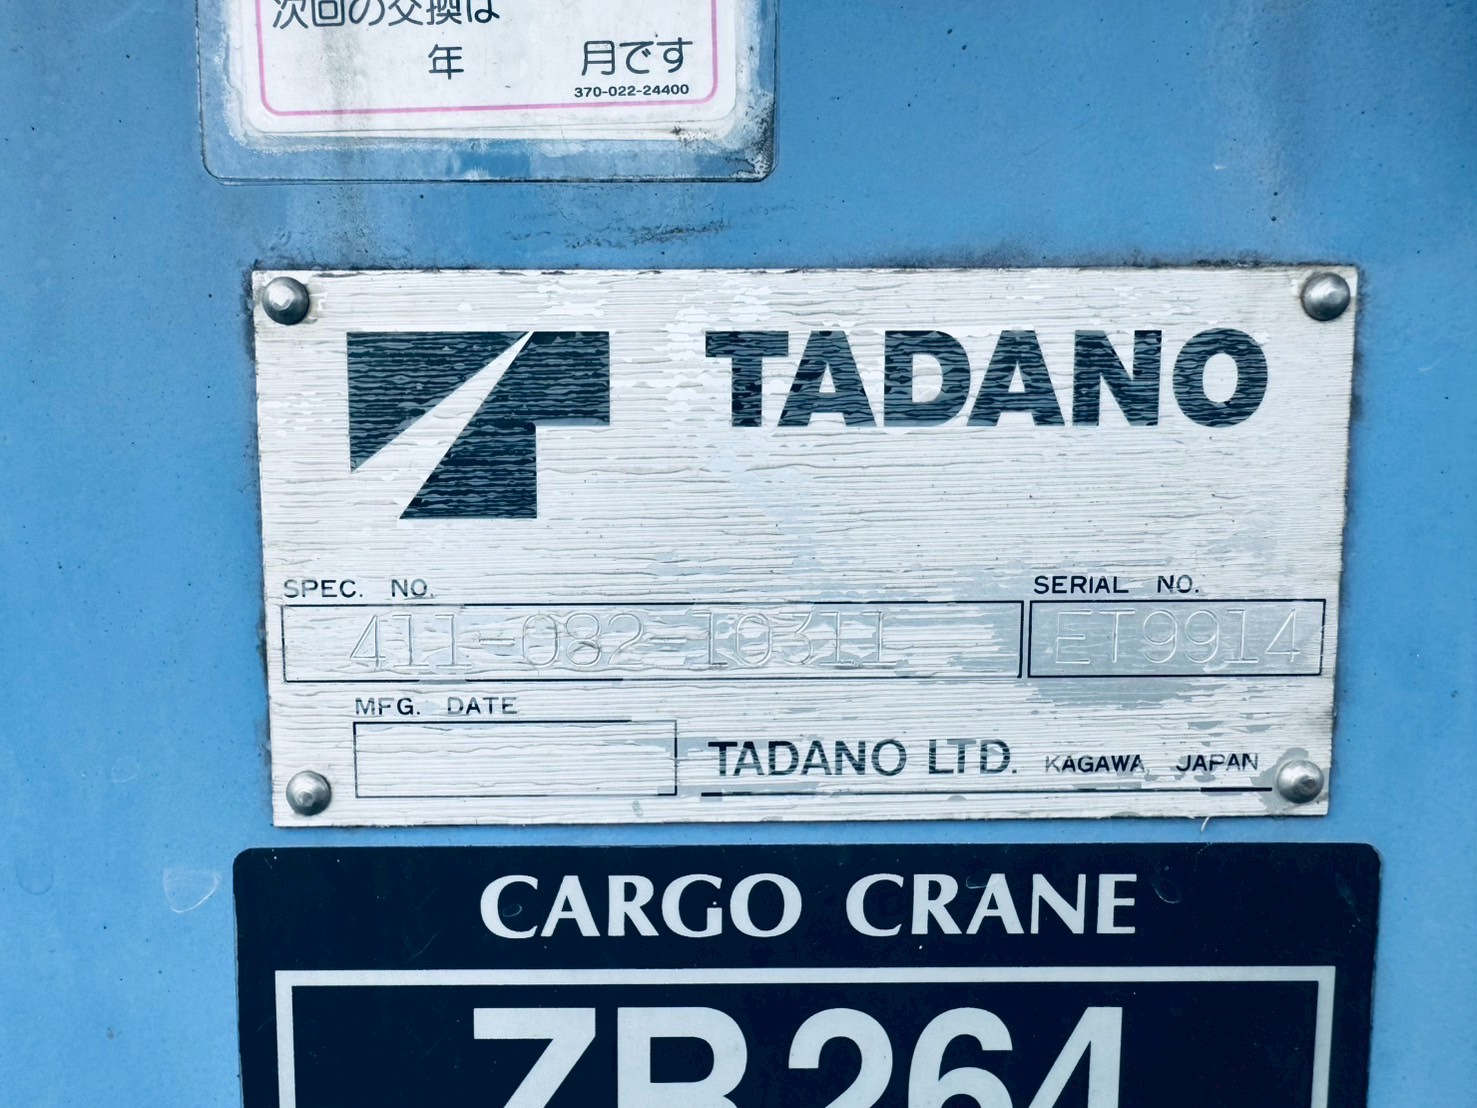 次回の交換は
年 月です
370-022-24400
TADANO
SPEC. NO. SERIAL NO.
411-082-10311 ET9914
MFG. DATE
TADANO LTD. KAGAWA, JAPAN
CARGO CRANE
ZR264